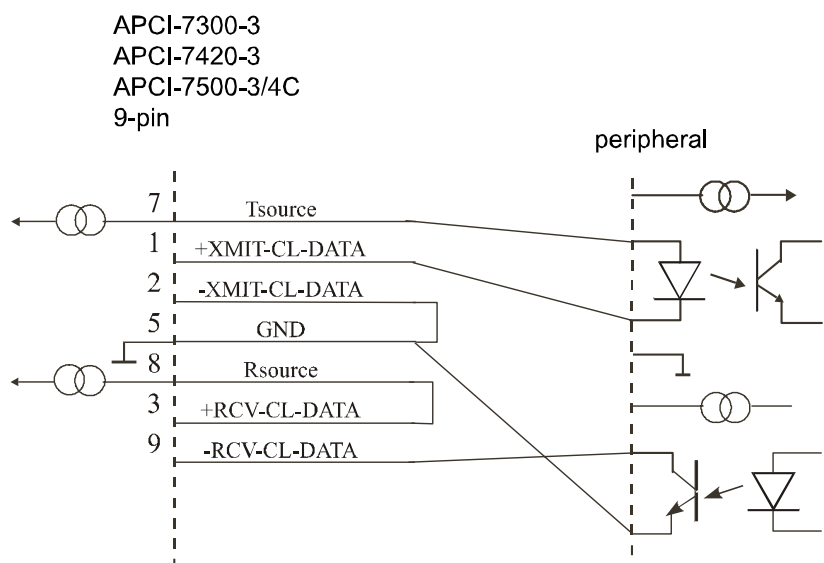 APCI-7300-3
APCI-7420-3
APCI-7500-3/4C
9-pin
peripheral
7 Tsource
1 +XMIT-CL-DATA
2 -XMIT-CL-DATA
5 GND
8 Rsource
3 +RCV-CL-DATA
9 -RCV-CL-DATA